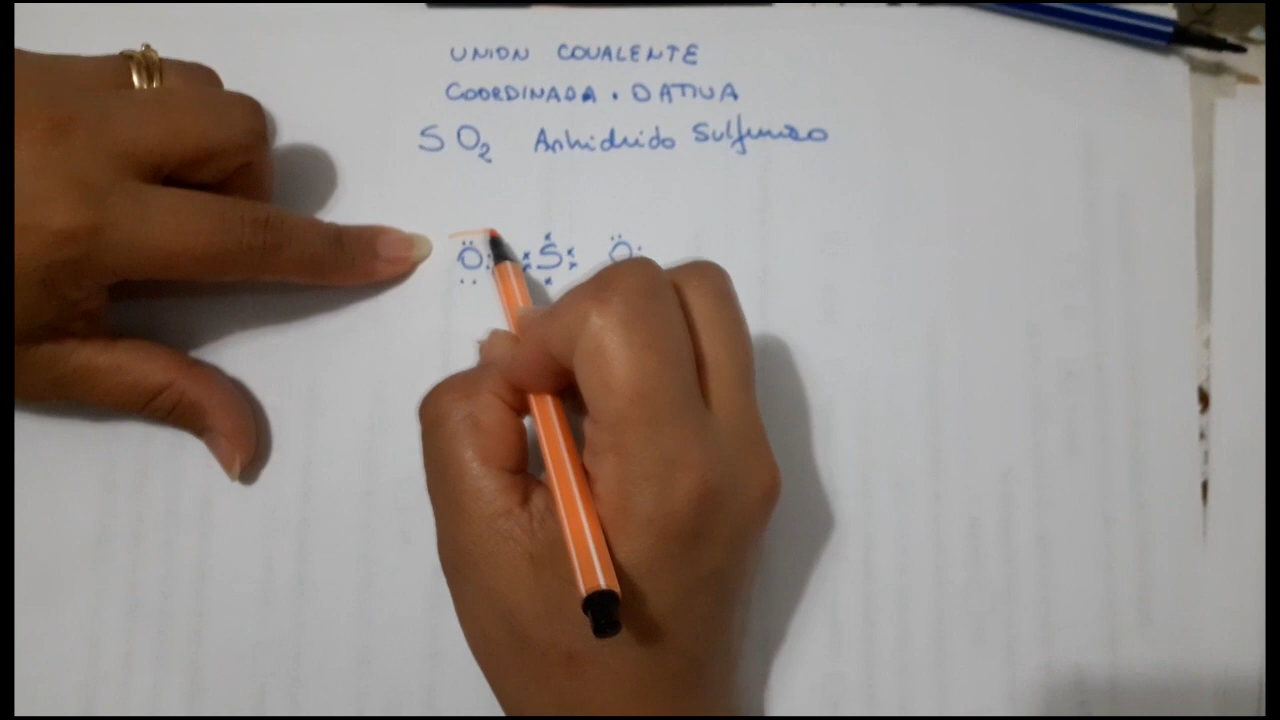 UNION COVALENTE
COORDINADA . DATIVA
SO₂ Anhidrido Sulfuroso
O S O